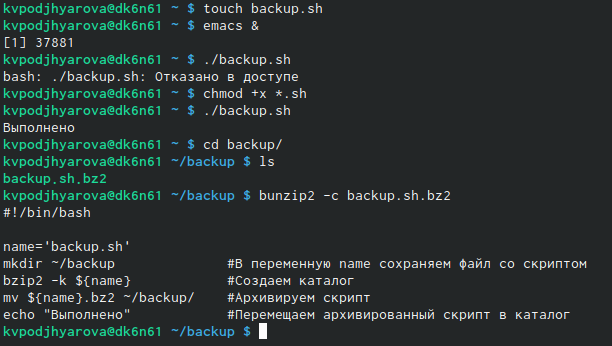 kvpodjhyarova@dk6n61 ~ $ touch backup.sh
kvpodjhyarova@dk6n61 ~ $ emacs &
[1] 37881
kvpodjhyarova@dk6n61 ~ $ ./backup.sh
bash: ./backup.sh: Отказано в доступе
kvpodjhyarova@dk6n61 ~ $ chmod +x *.sh
kvpodjhyarova@dk6n61 ~ $ ./backup.sh
Выполнено
kvpodjhyarova@dk6n61 ~ $ cd backup/
kvpodjhyarova@dk6n61 ~/backup $ ls
backup.sh.bz2
kvpodjhyarova@dk6n61 ~/backup $ bunzip2 -c backup.sh.bz2
#!/bin/bash

name='backup.sh'
mkdir ~/backup              #В переменную name сохраняем файл со скриптом
bzip2 -k ${name}            #Создаем каталог
mv ${name}.bz2 ~/backup/    #Архивируем скрипт
echo "Выполнено"            #Перемещаем архивированный скрипт в каталог
kvpodjhyarova@dk6n61 ~/backup $